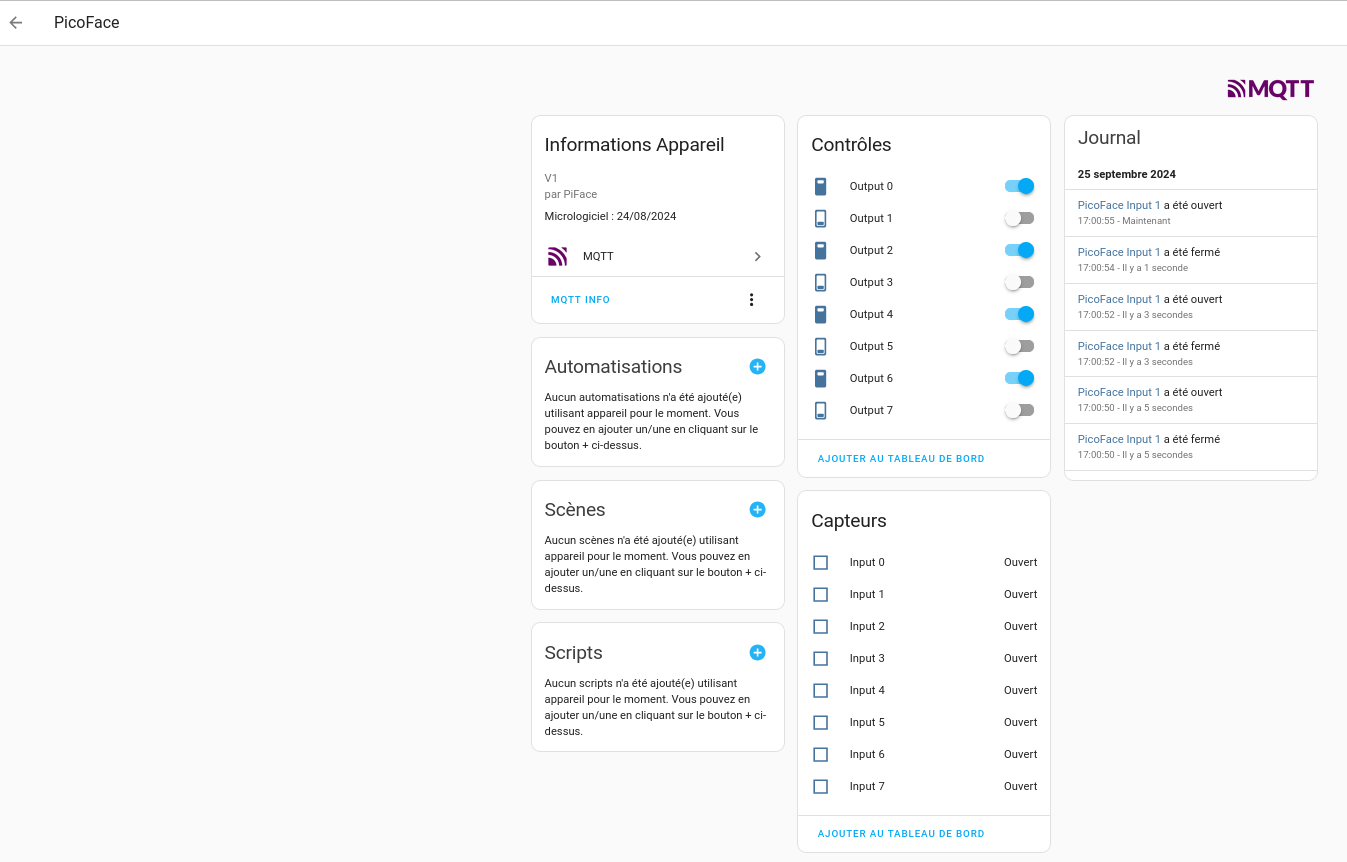 PicoFace
MQTT
Informations Appareil
V1
par PiFace
Micrologiciel : 24/08/2024
MQTT
MQTT INFO
Automatisations
Aucun automatisations n'a été ajouté(e)
utilisant appareil pour le moment. Vous
pouvez en ajouter un/une en cliquant sur le
bouton + ci-dessus.
Scènes
Aucun scènes n'a été ajouté(e) utilisant
appareil pour le moment. Vous pouvez en
ajouter un/une en cliquant sur le bouton + ci-
dessus.
Scripts
Aucun scripts n'a été ajouté(e) utilisant
appareil pour le moment. Vous pouvez en
ajouter un/une en cliquant sur le bouton + ci-
dessus.
Contrôles
Output 0
Output 1
Output 2
Output 3
Output 4
Output 5
Output 6
Output 7
AJOUTER AU TABLEAU DE BORD
Capteurs
Input 0 Ouvert
Input 1 Ouvert
Input 2 Ouvert
Input 3 Ouvert
Input 4 Ouvert
Input 5 Ouvert
Input 6 Ouvert
Input 7 Ouvert
AJOUTER AU TABLEAU DE BORD
Journal
25 septembre 2024
PicoFace Input 1 a été ouvert
17:00:55 - Maintenant
PicoFace Input 1 a été fermé
17:00:54 - Il y a 1 seconde
PicoFace Input 1 a été ouvert
17:00:52 - Il y a 3 secondes
PicoFace Input 1 a été fermé
17:00:52 - Il y a 3 secondes
PicoFace Input 1 a été ouvert
17:00:50 - Il y a 5 secondes
PicoFace Input 1 a été fermé
17:00:50 - Il y a 5 secondes